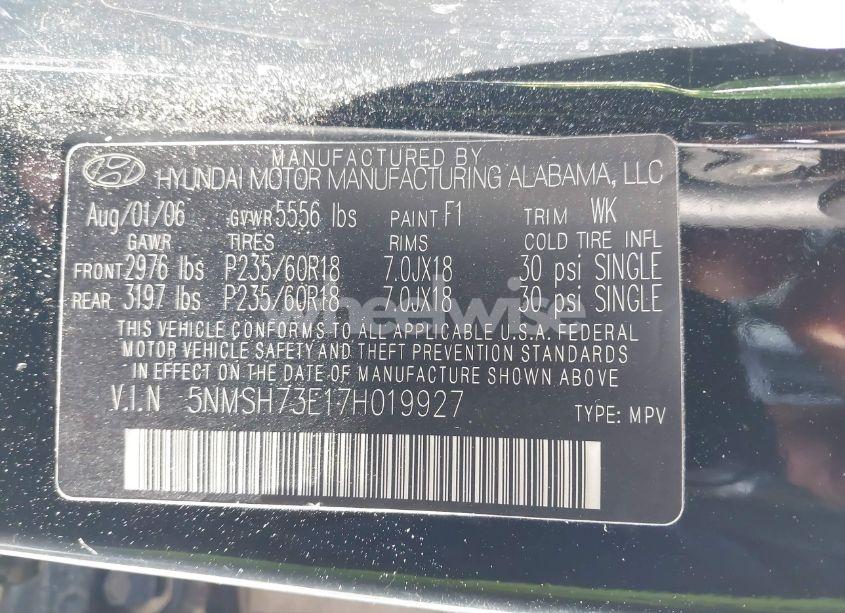 MANUFACTURED BY
HYUNDAI MOTOR MANUFACTURING ALABAMA, LLC
Aug/01/06 GVWR 5556 lbs PAINT F1 TRIM WK
GAWR TIRES RIMS COLD TIRE INFL
FRONT 2976 lbs P235/60R18 7.0JX18 30 psi SINGLE
REAR 3197 lbs P235/60R18 7.0JX18 30 psi SINGLE
wheelwise
THIS VEHICLE CONFORMS TO ALL APPLICABLE U.S.A. FEDERAL
MOTOR VEHICLE SAFETY AND THEFT PREVENTION STANDARDS
IN EFFECT ON THE DATE OF MANUFACTURE SHOWN ABOVE
V.I.N 5NMSH73E17H019927 TYPE: MPV